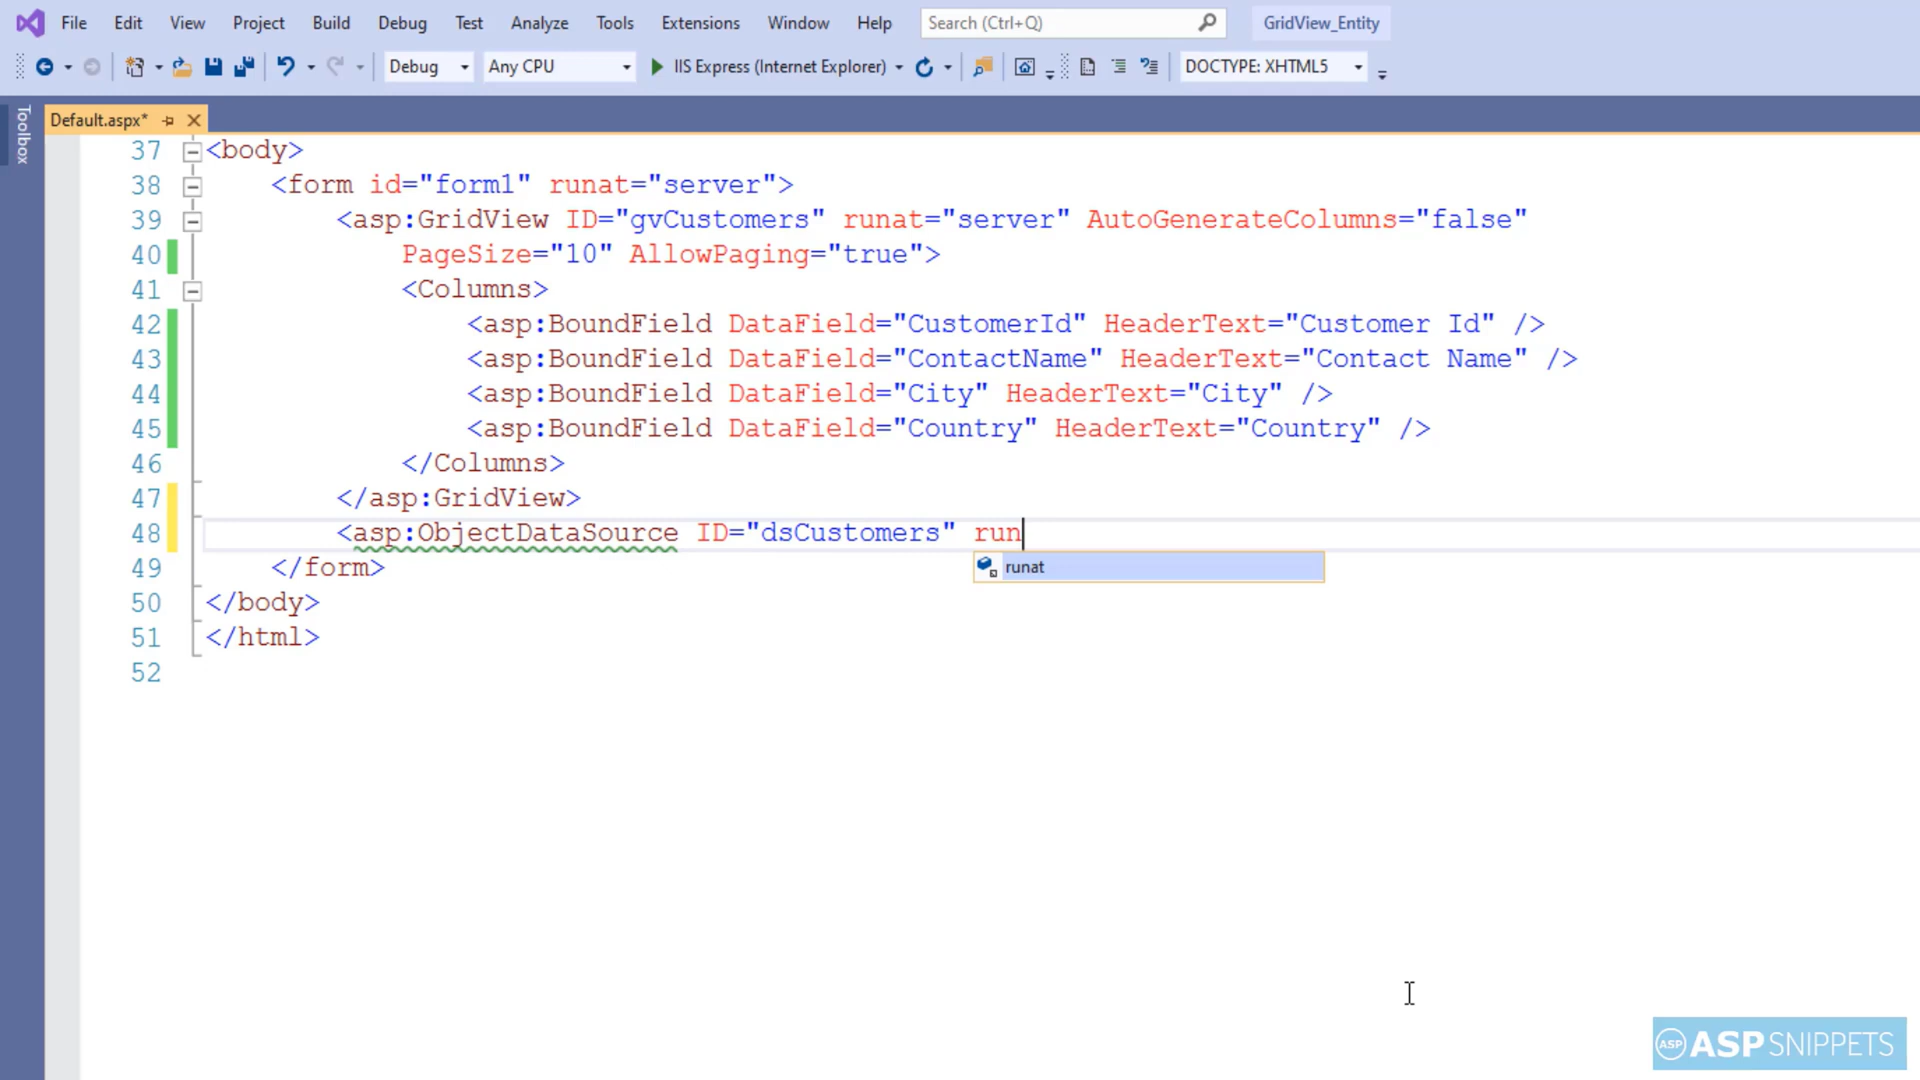 File Edit View Project Build Debug Test Analyze Tools Extensions Window Help Search (Ctrl+Q) GridView_Entity
Debug Any CPU IIS Express (Internet Explorer) DOCTYPE: XHTML5
Toolbox
Default.aspx*
37 <body>
38 <form id="form1" runat="server">
39 <asp:GridView ID="gvCustomers" runat="server" AutoGenerateColumns="false"
40 PageSize="10" AllowPaging="true">
41 <Columns>
42 <asp:BoundField DataField="CustomerId" HeaderText="Customer Id" />
43 <asp:BoundField DataField="ContactName" HeaderText="Contact Name" />
44 <asp:BoundField DataField="City" HeaderText="City" />
45 <asp:BoundField DataField="Country" HeaderText="Country" />
46 </Columns>
47 </asp:GridView>
48 <asp:ObjectDataSource ID="dsCustomers" run
runat
49 </form>
50 </body>
51 </html>
52
ASP ASPSNIPPETS